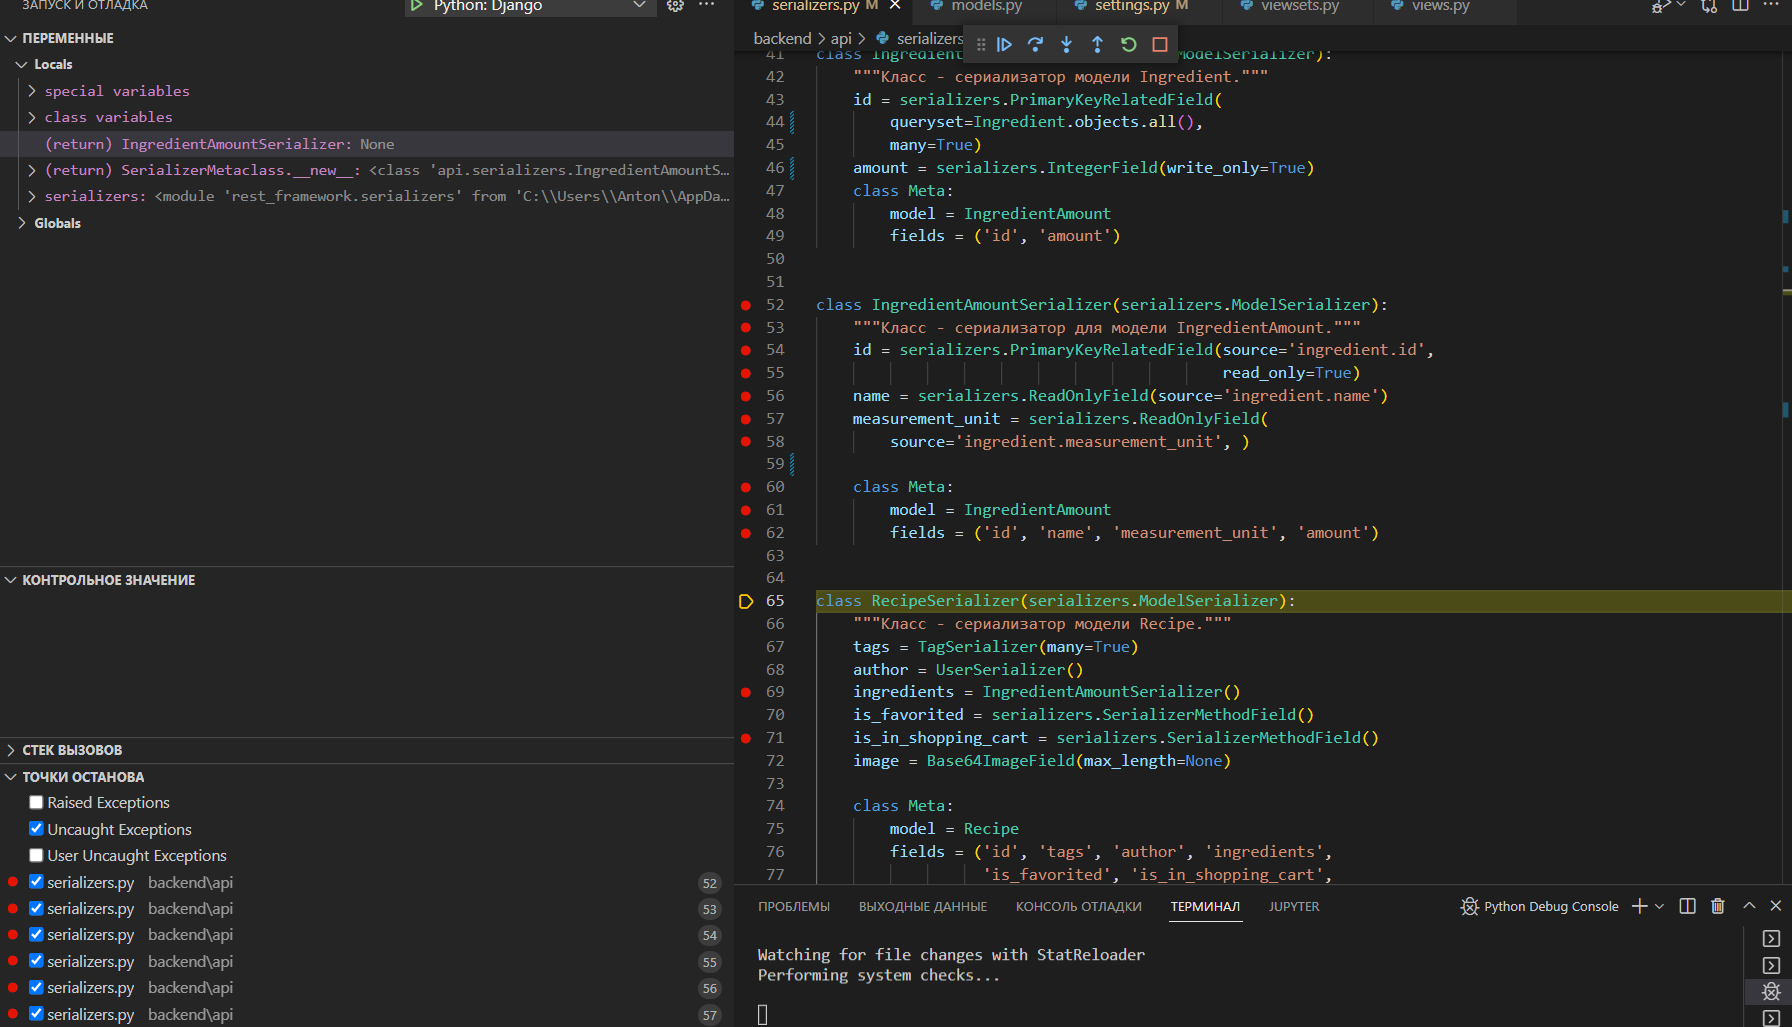 ЗАПУСК И ОТЛАДКА
Python: Django
ПЕРЕМЕННЫЕ
Locals
special variables
class variables
(return) IngredientAmountSerializer: None
(return) SerializerMetaclass.__new__: <class 'api.serializers.IngredientAmountS…
serializers: <module 'rest_framework.serializers' from 'C:\\Users\\Anton\\AppDa…
Globals
КОНТРОЛЬНОЕ ЗНАЧЕНИЕ
СТЕК ВЫЗОВОВ
ТОЧКИ ОСТАНОВА
Raised Exceptions
Uncaught Exceptions
User Uncaught Exceptions
serializers.py backend\api 52
serializers.py backend\api 53
serializers.py backend\api 54
serializers.py backend\api 55
serializers.py backend\api 56
serializers.py backend\api 57
serializers.py M models.py settings.py M viewsets.py views.py
backend > api > serializers
41 class Ingredient ModelSerializer):
42 """Класс - сериализатор модели Ingredient."""
43 id = serializers.PrimaryKeyRelatedField(
44 queryset=Ingredient.objects.all(),
45 many=True)
46 amount = serializers.IntegerField(write_only=True)
47 class Meta:
48 model = IngredientAmount
49 fields = ('id', 'amount')
50
51
52 class IngredientAmountSerializer(serializers.ModelSerializer):
53 """Класс - сериализатор для модели IngredientAmount."""
54 id = serializers.PrimaryKeyRelatedField(source='ingredient.id',
55 read_only=True)
56 name = serializers.ReadOnlyField(source='ingredient.name')
57 measurement_unit = serializers.ReadOnlyField(
58 source='ingredient.measurement_unit', )
59
60 class Meta:
61 model = IngredientAmount
62 fields = ('id', 'name', 'measurement_unit', 'amount')
63
64
65 class RecipeSerializer(serializers.ModelSerializer):
66 """Класс - сериализатор модели Recipe."""
67 tags = TagSerializer(many=True)
68 author = UserSerializer()
69 ingredients = IngredientAmountSerializer()
70 is_favorited = serializers.SerializerMethodField()
71 is_in_shopping_cart = serializers.SerializerMethodField()
72 image = Base64ImageField(max_length=None)
73
74 class Meta:
75 model = Recipe
76 fields = ('id', 'tags', 'author', 'ingredients',
77 'is_favorited', 'is_in_shopping_cart',
ПРОБЛЕМЫ ВЫХОДНЫЕ ДАННЫЕ КОНСОЛЬ ОТЛАДКИ ТЕРМИНАЛ JUPYTER
Python Debug Console
Watching for file changes with StatReloader
Performing system checks...